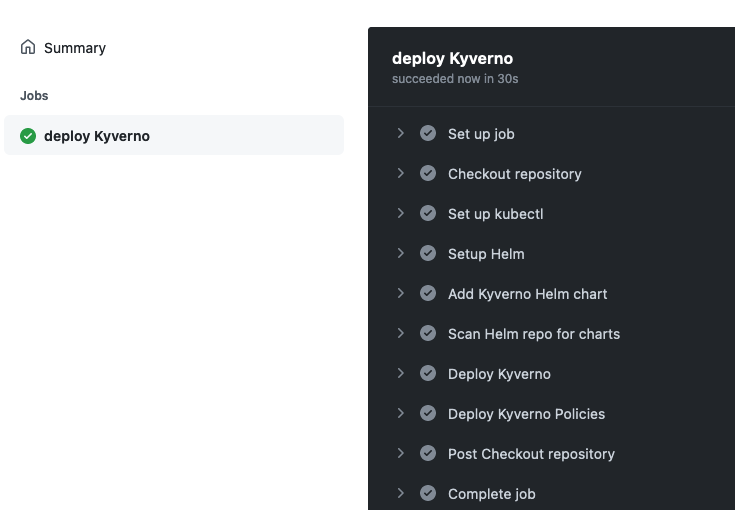 Summary
Jobs
deploy Kyverno
deploy Kyverno
succeeded now in 30s
Set up job
Checkout repository
Set up kubectl
Setup Helm
Add Kyverno Helm chart
Scan Helm repo for charts
Deploy Kyverno
Deploy Kyverno Policies
Post Checkout repository
Complete job